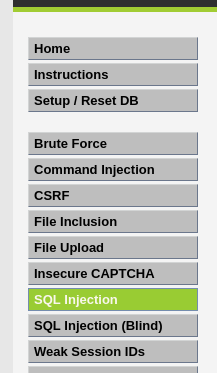 Home
Instructions
Setup / Reset DB
Brute Force
Command Injection
CSRF
File Inclusion
File Upload
Insecure CAPTCHA
SQL Injection
SQL Injection (Blind)
Weak Session IDs